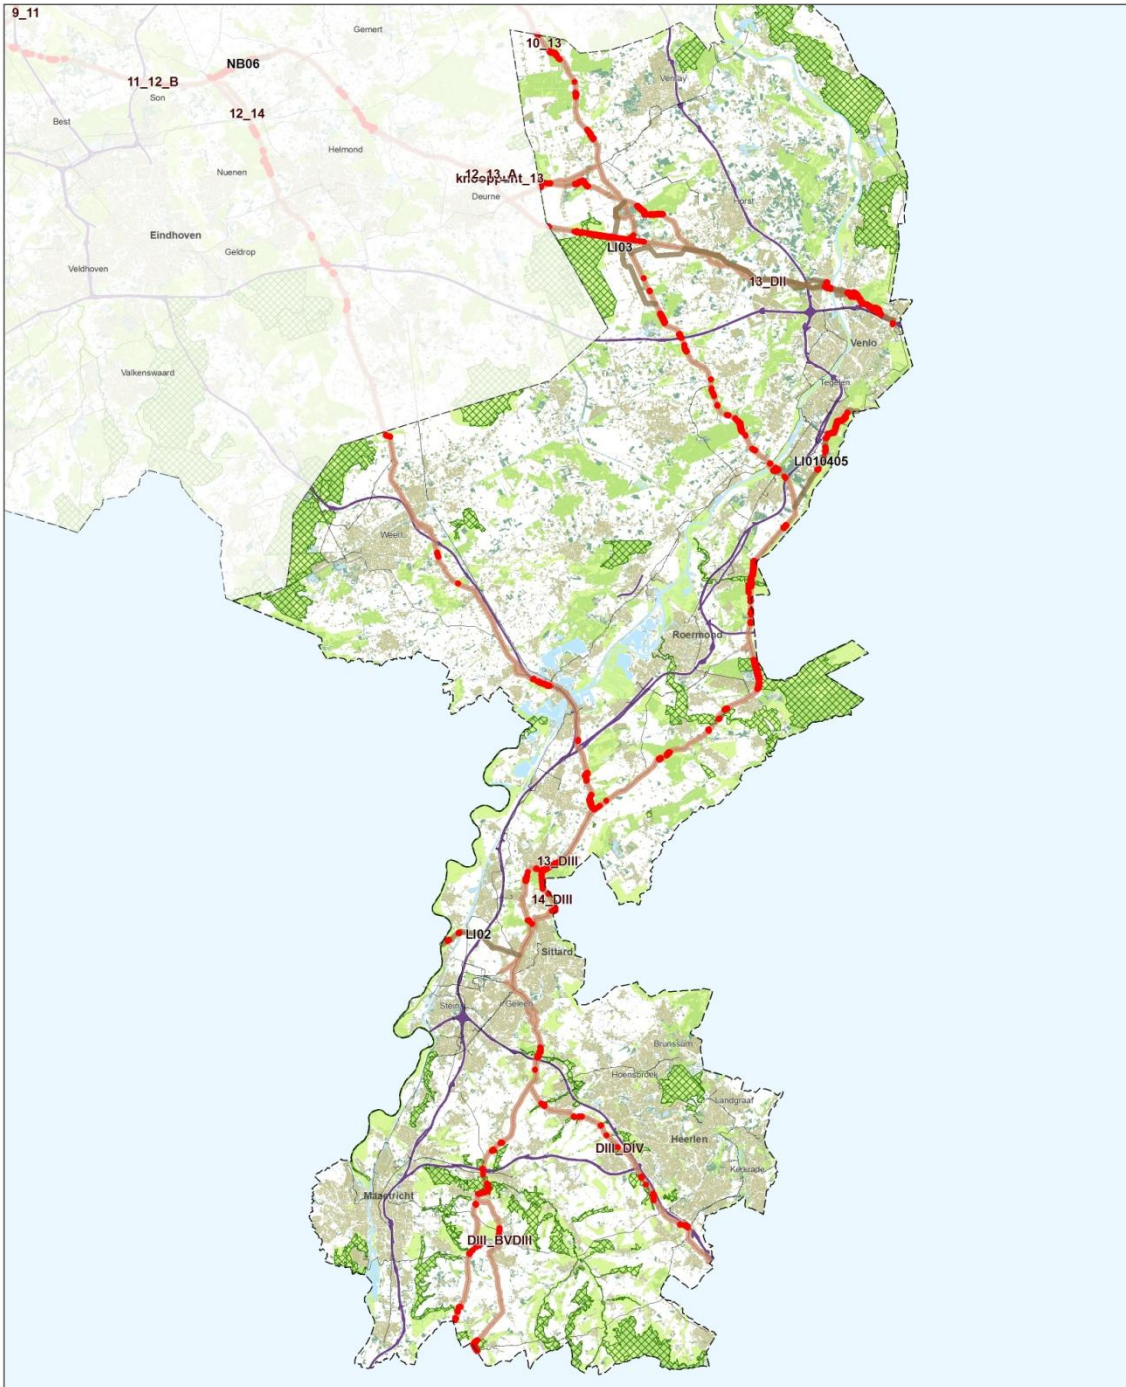 9_11
Gemert
10_13
NB06
Venray
11_12_B
Son
12_14
Best
Helmond
12_13_A
knooppunt_13
Nuenen
Deurne
Horst
Eindhoven
LI03
Geldrop
Veldhoven
13_DII
Venlo
Valkenswaard
Tegelen
LI010405
Weert
Roermond
13_DIII
14_DIII
LI02
Sittard
Stein
Geleen
Brunssum
Hoensbroek
Landgraaf
Heerlen
DIII_DIV
Kerkrade
Maastricht
DIII_BVDIII